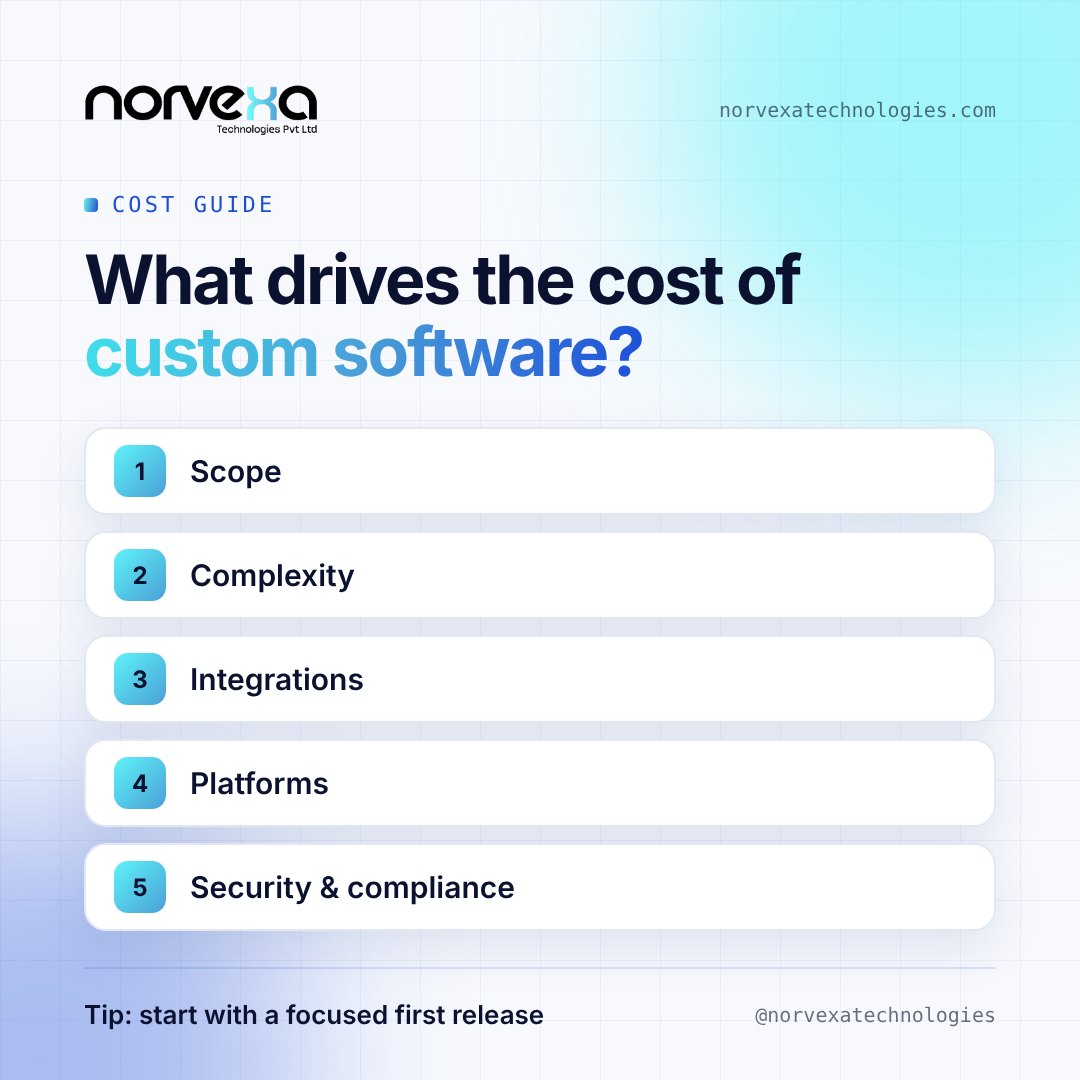 norvexa
Technologies Pvt Ltd
norvexatechnologies.com
COST GUIDE
What drives the cost of
custom software?
1 Scope
2 Complexity
3 Integrations
4 Platforms
5 Security & compliance
Tip: start with a focused first release
@norvexatechnologies